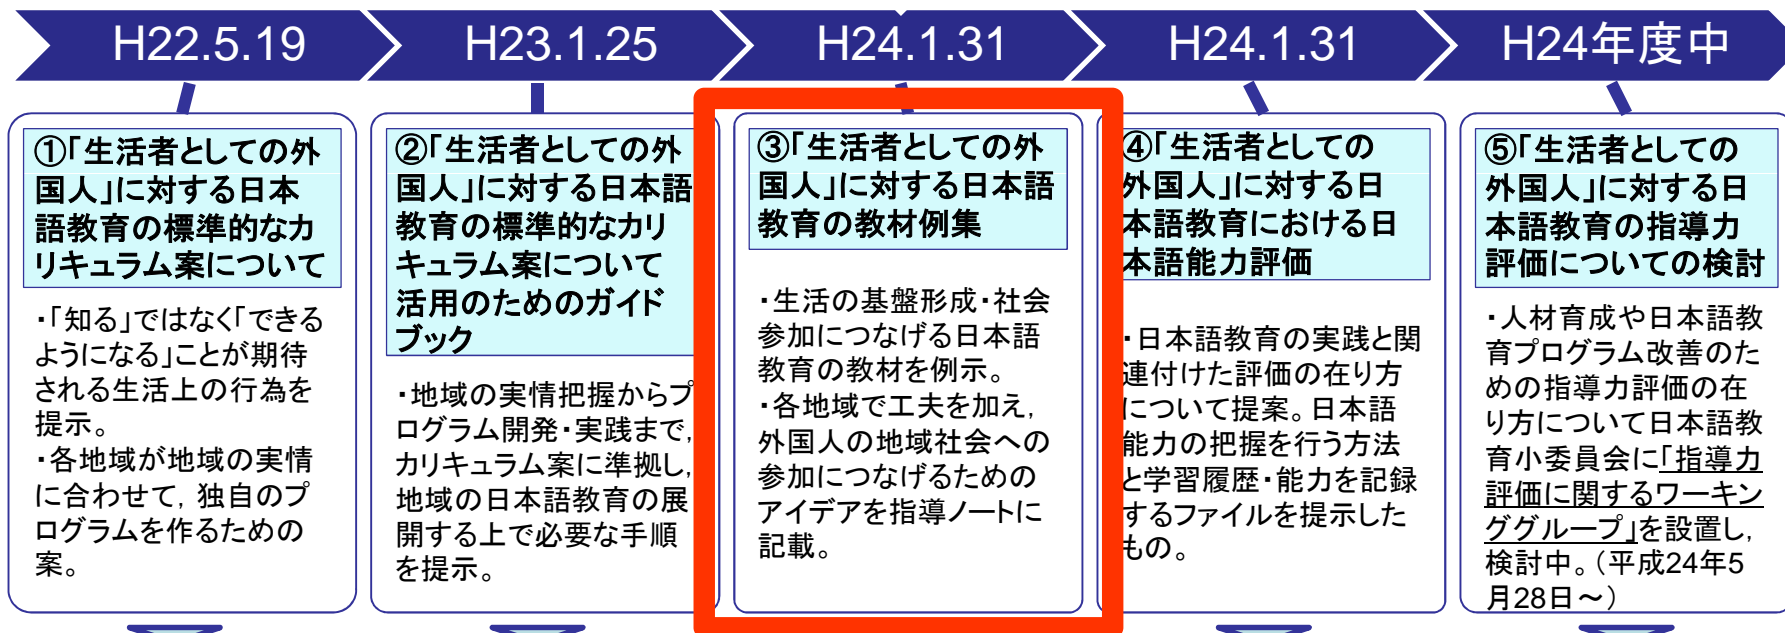 H22.5.19
H23.1.25
H24.1.31
H24.1.31
H24年度中
①「生活者としての外
国人」に対する日本
語教育の標準的なカ
リキュラム案について
・「知る」ではなく「できる
ようになる」ことが期待
される生活上の行為を
提示。
・各地域が地域の実情
に合わせて，独自のプ
ログラムを作るための
案。
②「生活者としての外
国人」に対する日本語
教育の標準的なカリ
キュラム案について
活用のためのガイド
ブック
・地域の実情把握からプ
ログラム開発・実践まで，
カリキュラム案に準拠し，
地域の日本語教育の展
開する上で必要な手順
を提示。
③「生活者としての外
国人」に対する日本語
教育の教材例集
・生活の基盤形成・社会
参加につなげる日本語
教育の教材を例示。
・各地域で工夫を加え，
外国人の地域社会への
参加につなげるための
アイデアを指導ノートに
記載。
④「生活者としての
外国人」に対する日
本語教育における日
本語能力評価
・日本語教育の実践と関
連付けた評価の在り方
について提案。日本語
能力の把握を行う方法
と学習履歴・能力を記録
するファイルを提示した
もの。
⑤「生活者としての
外国人」に対する日
本語教育の指導力
評価についての検討
・人材育成や日本語教
育プログラム改善のた
めの指導力評価の在
り方について日本語教
育小委員会に「指導力
評価に関するワーキン
ググループ」を設置し，
検討中。（平成24年5
月28日～）